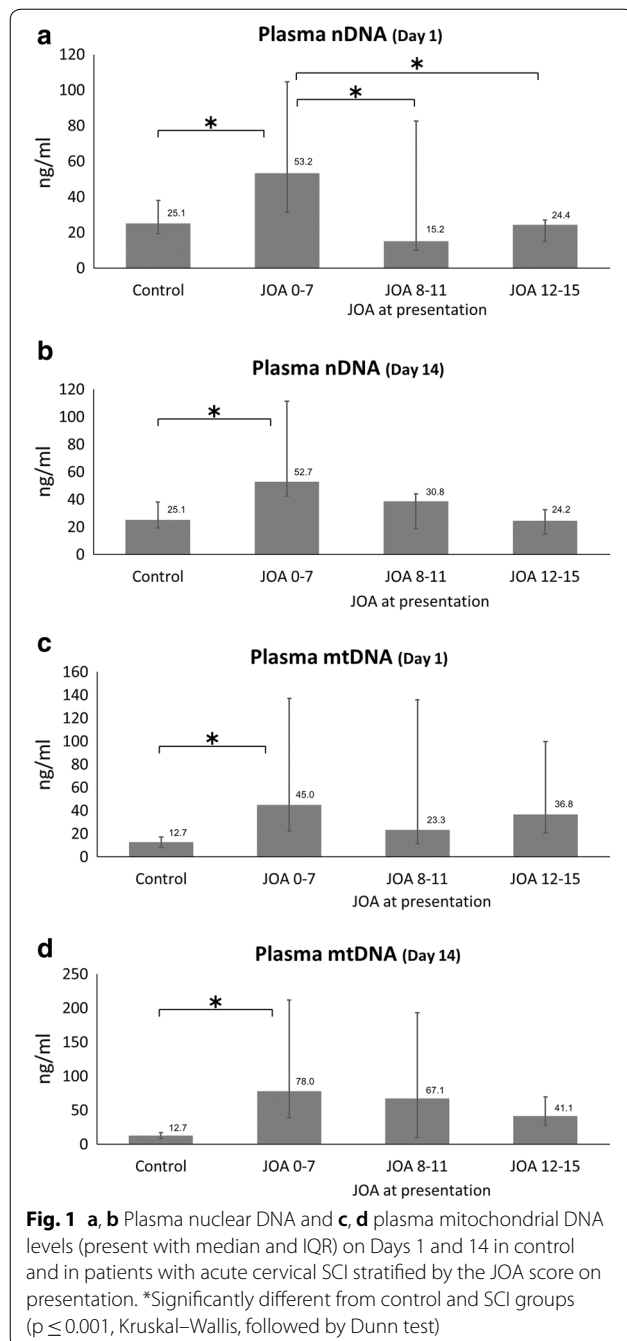 a
Plasma nDNA (Day 1)
120
100
80
60
40
20
0
ng/ml
*
*
*
25.1
53.2
15.2
24.4
Control JOA 0-7 JOA 8-11 JOA 12-15
JOA at presentation
b
Plasma nDNA (Day 14)
120
100
80
60
40
20
0
ng/ml
*
25.1
52.7
30.8
24.2
Control JOA 0-7 JOA 8-11 JOA 12-15
JOA at presentation
c
Plasma mtDNA (Day 1)
160
140
120
100
80
60
40
20
0
ng/ml
*
12.7
45.0
23.3
36.8
Control JOA 0-7 JOA 8-11 JOA 12-15
JOA at presentation
d
Plasma mtDNA (Day 14)
250
200
150
100
50
0
ng/ml
*
12.7
78.0
67.1
41.1
Control JOA 0-7 JOA 8-11 JOA 12-15
JOA at presentation
Fig. 1 a, b Plasma nuclear DNA and c, d plasma mitochondrial DNA
levels (present with median and IQR) on Days 1 and 14 in control
and in patients with acute cervical SCI stratified by the JOA score on
presentation. *Significantly different from control and SCI groups
(p ≤ 0.001, Kruskal–Wallis, followed by Dunn test)